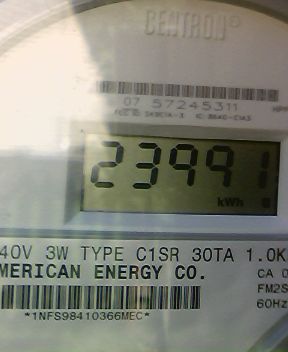 CENTRON®
07 57245311
23991
kWh
40V 3W TYPE C1SR 30TA 1.0K
MERICAN ENERGY CO.
CA 0
FM2S
60Hz
*1NFS98410366MEC*